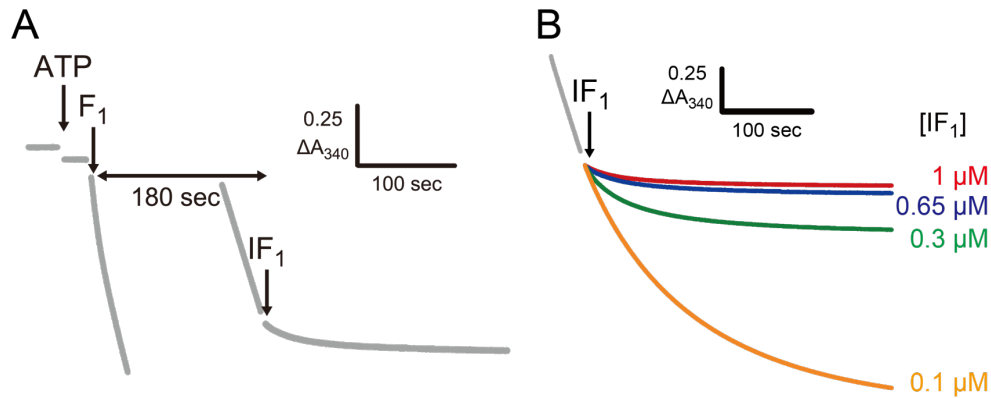 A
ATP
F₁
180 sec
IF₁
0.25
ΔA₃₄₀
100 sec
B
IF₁
0.25
ΔA₃₄₀
100 sec
[IF₁]
1 µM
0.65 µM
0.3 µM
0.1 µM